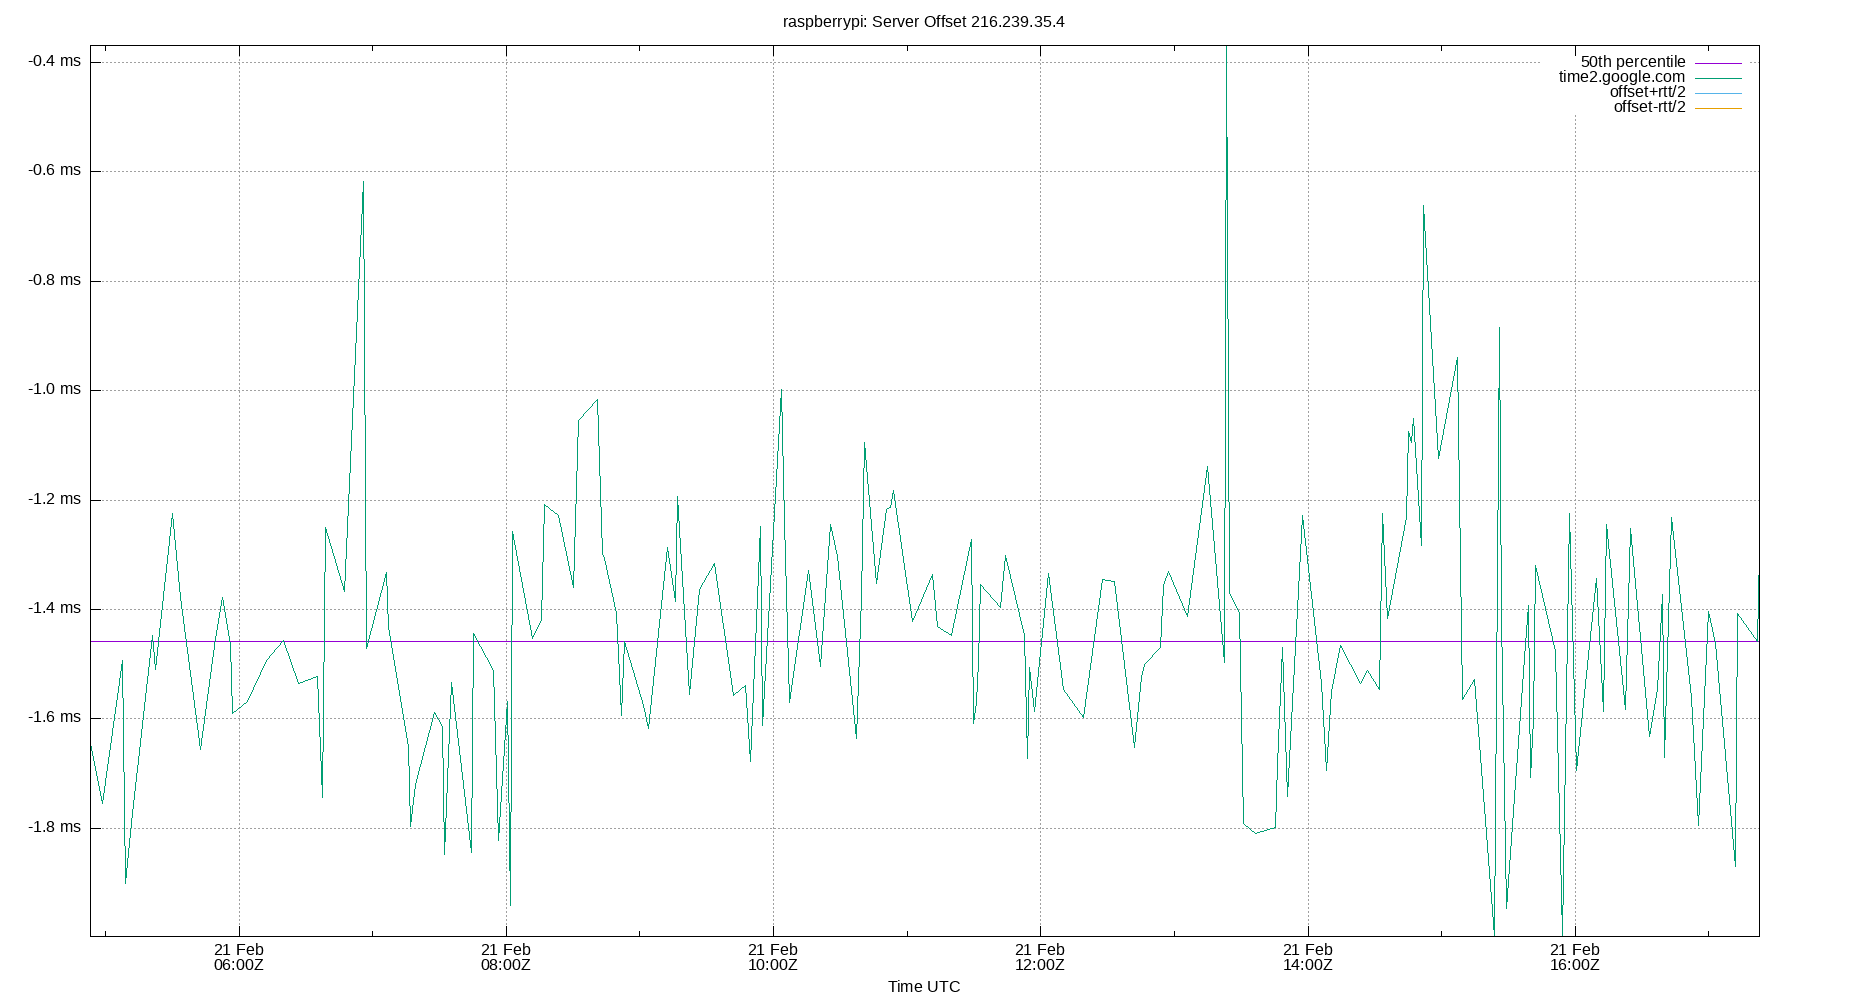 raspberrypi: Server Offset 216.239.35.4
50th percentile
time2.google.com
offset+rtt/2
offset-rtt/2
-0.4 ms
-0.6 ms
-0.8 ms
-1.0 ms
-1.2 ms
-1.4 ms
-1.6 ms
-1.8 ms
21 Feb 21 Feb 21 Feb 21 Feb 21 Feb 21 Feb
06:00Z 08:00Z 10:00Z 12:00Z 14:00Z 16:00Z
Time UTC